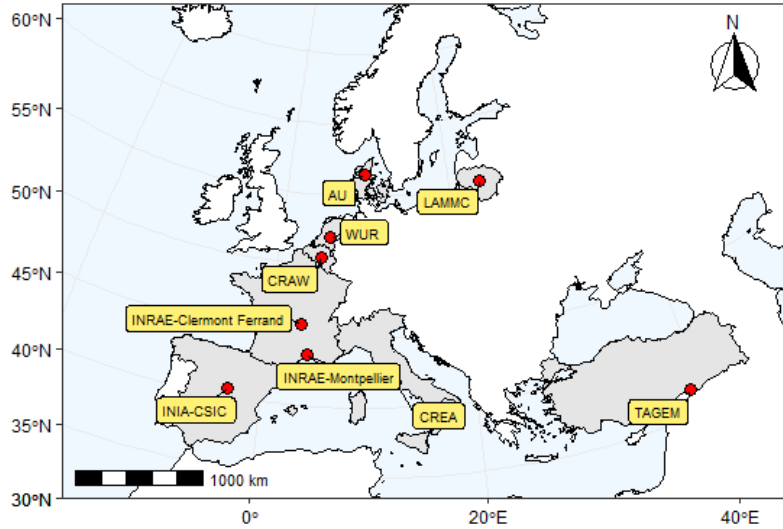 60°N
N
55°N
50°N
AU
LAMMC
WUR
45°N
CRAW
INRAE-Clermont Ferrand
40°N
INRAE-Montpellier
INIA-CSIC
CREA
TAGEM
35°N
1000 km
30°N
0°
20°E
40°E